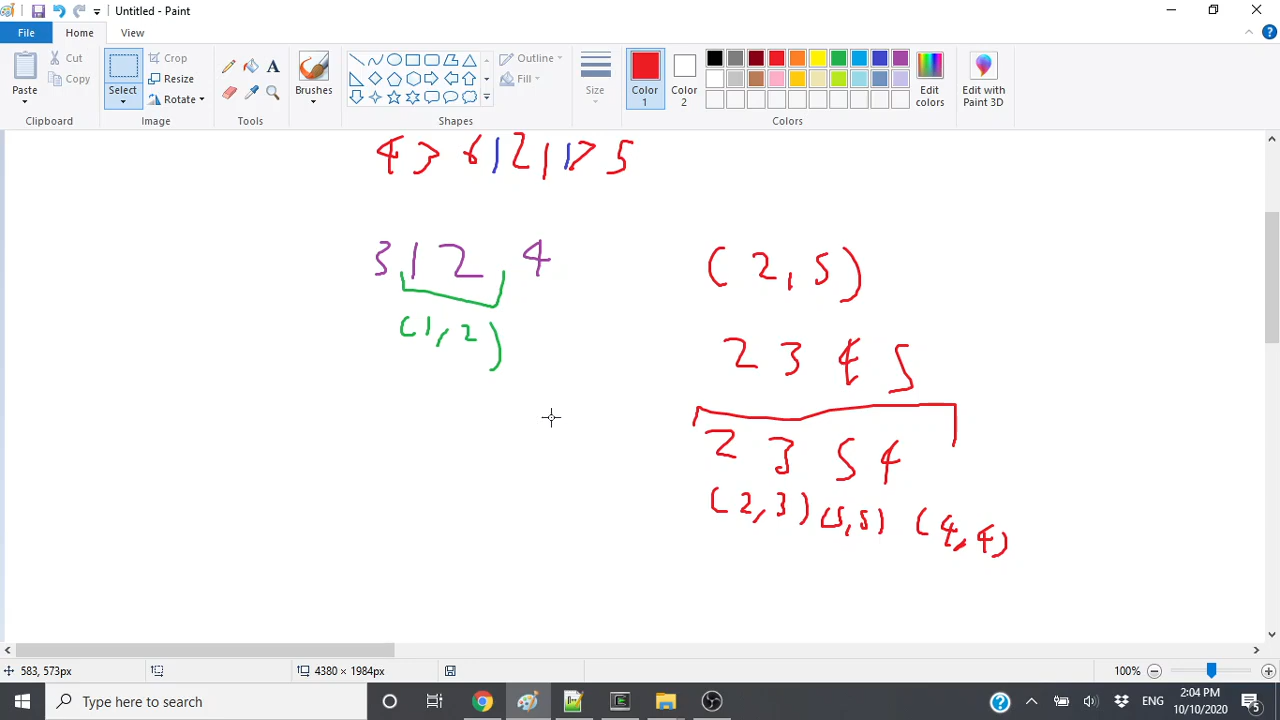 Untitled - Paint
File Home View
Paste
Cut
Copy
Clipboard
Select
Crop
Resize
Rotate
Image
A
Tools
Brushes
Outline
Fill
Shapes
Size
Color 1
Color 2
Edit colors
Colors
Edit with Paint 3D
4 3 6 | 2 1 | 7 5
3 1 2 4
(1,2)
(2,5)
2 3 4 5
2 3 5 4
(2,3) (5,5) (4,4)
583, 573px
4380 × 1984px
100%
Type here to search
ENG
2:04 PM
10/10/2020
5